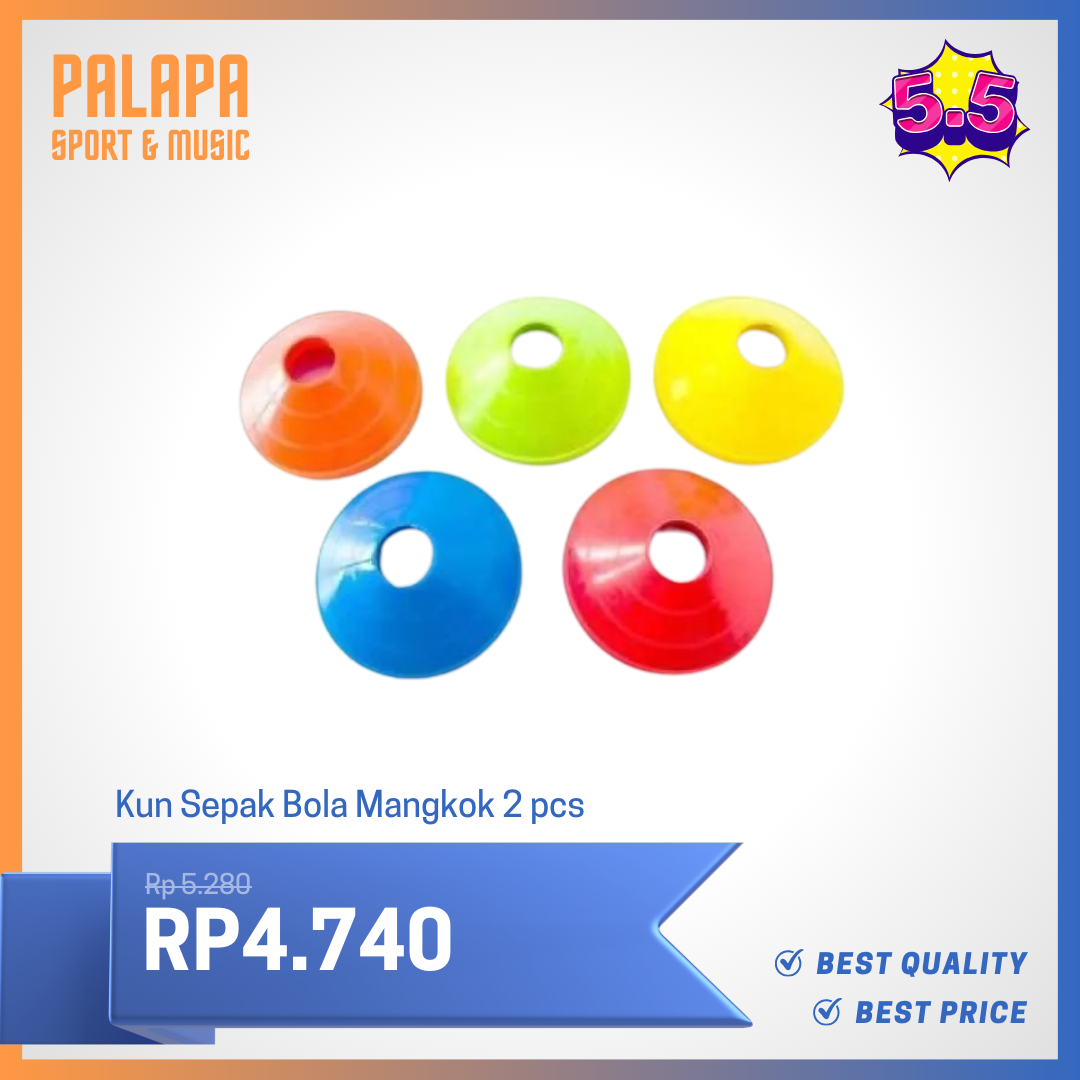 PALAPA
SPORT & MUSIC
5.5
Kun Sepak Bola Mangkok 2 pcs
Rp 5.280
RP4.740
BEST QUALITY
BEST PRICE